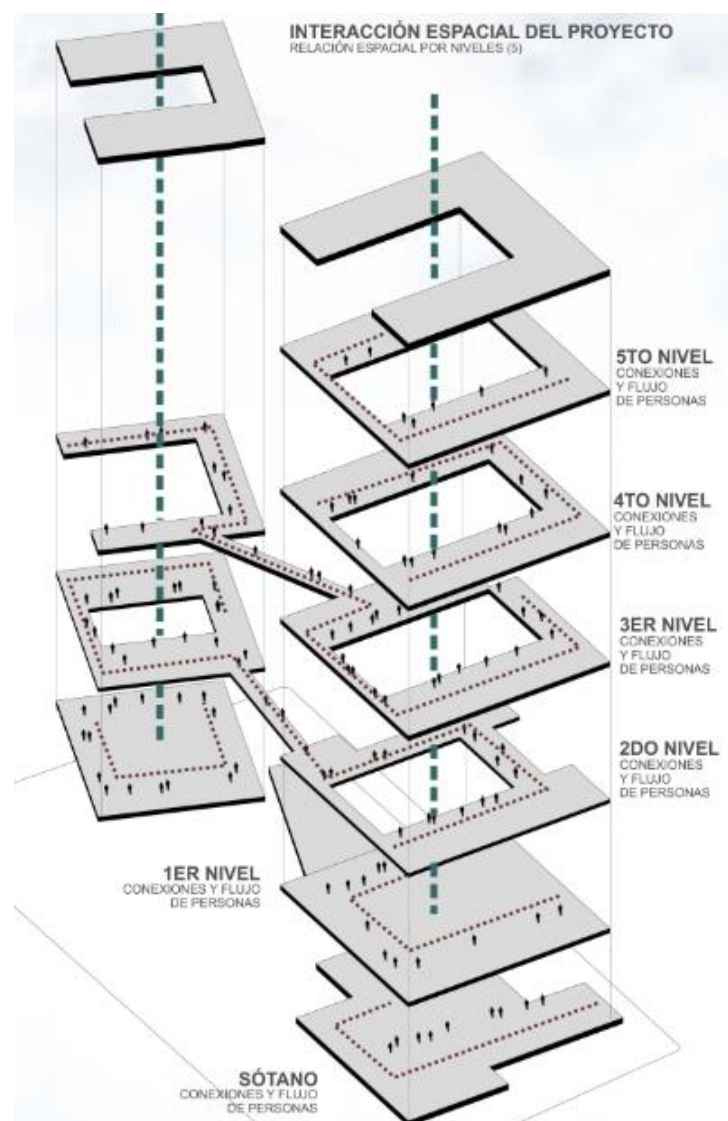 INTERACCIÓN ESPACIAL DEL PROYECTO
RELACIÓN ESPACIAL POR NIVELES (5)
5TO NIVEL
CONEXIONES
Y FLUJO
DE PERSONAS
4TO NIVEL
CONEXIONES
Y FLUJO
DE PERSONAS
3ER NIVEL
CONEXIONES
Y FLUJO
DE PERSONAS
2DO NIVEL
CONEXIONES
Y FLUJO
DE PERSONAS
1ER NIVEL
CONEXIONES Y FLUJO
DE PERSONAS
SÓTANO
CONEXIONES Y FLUJO
DE PERSONAS